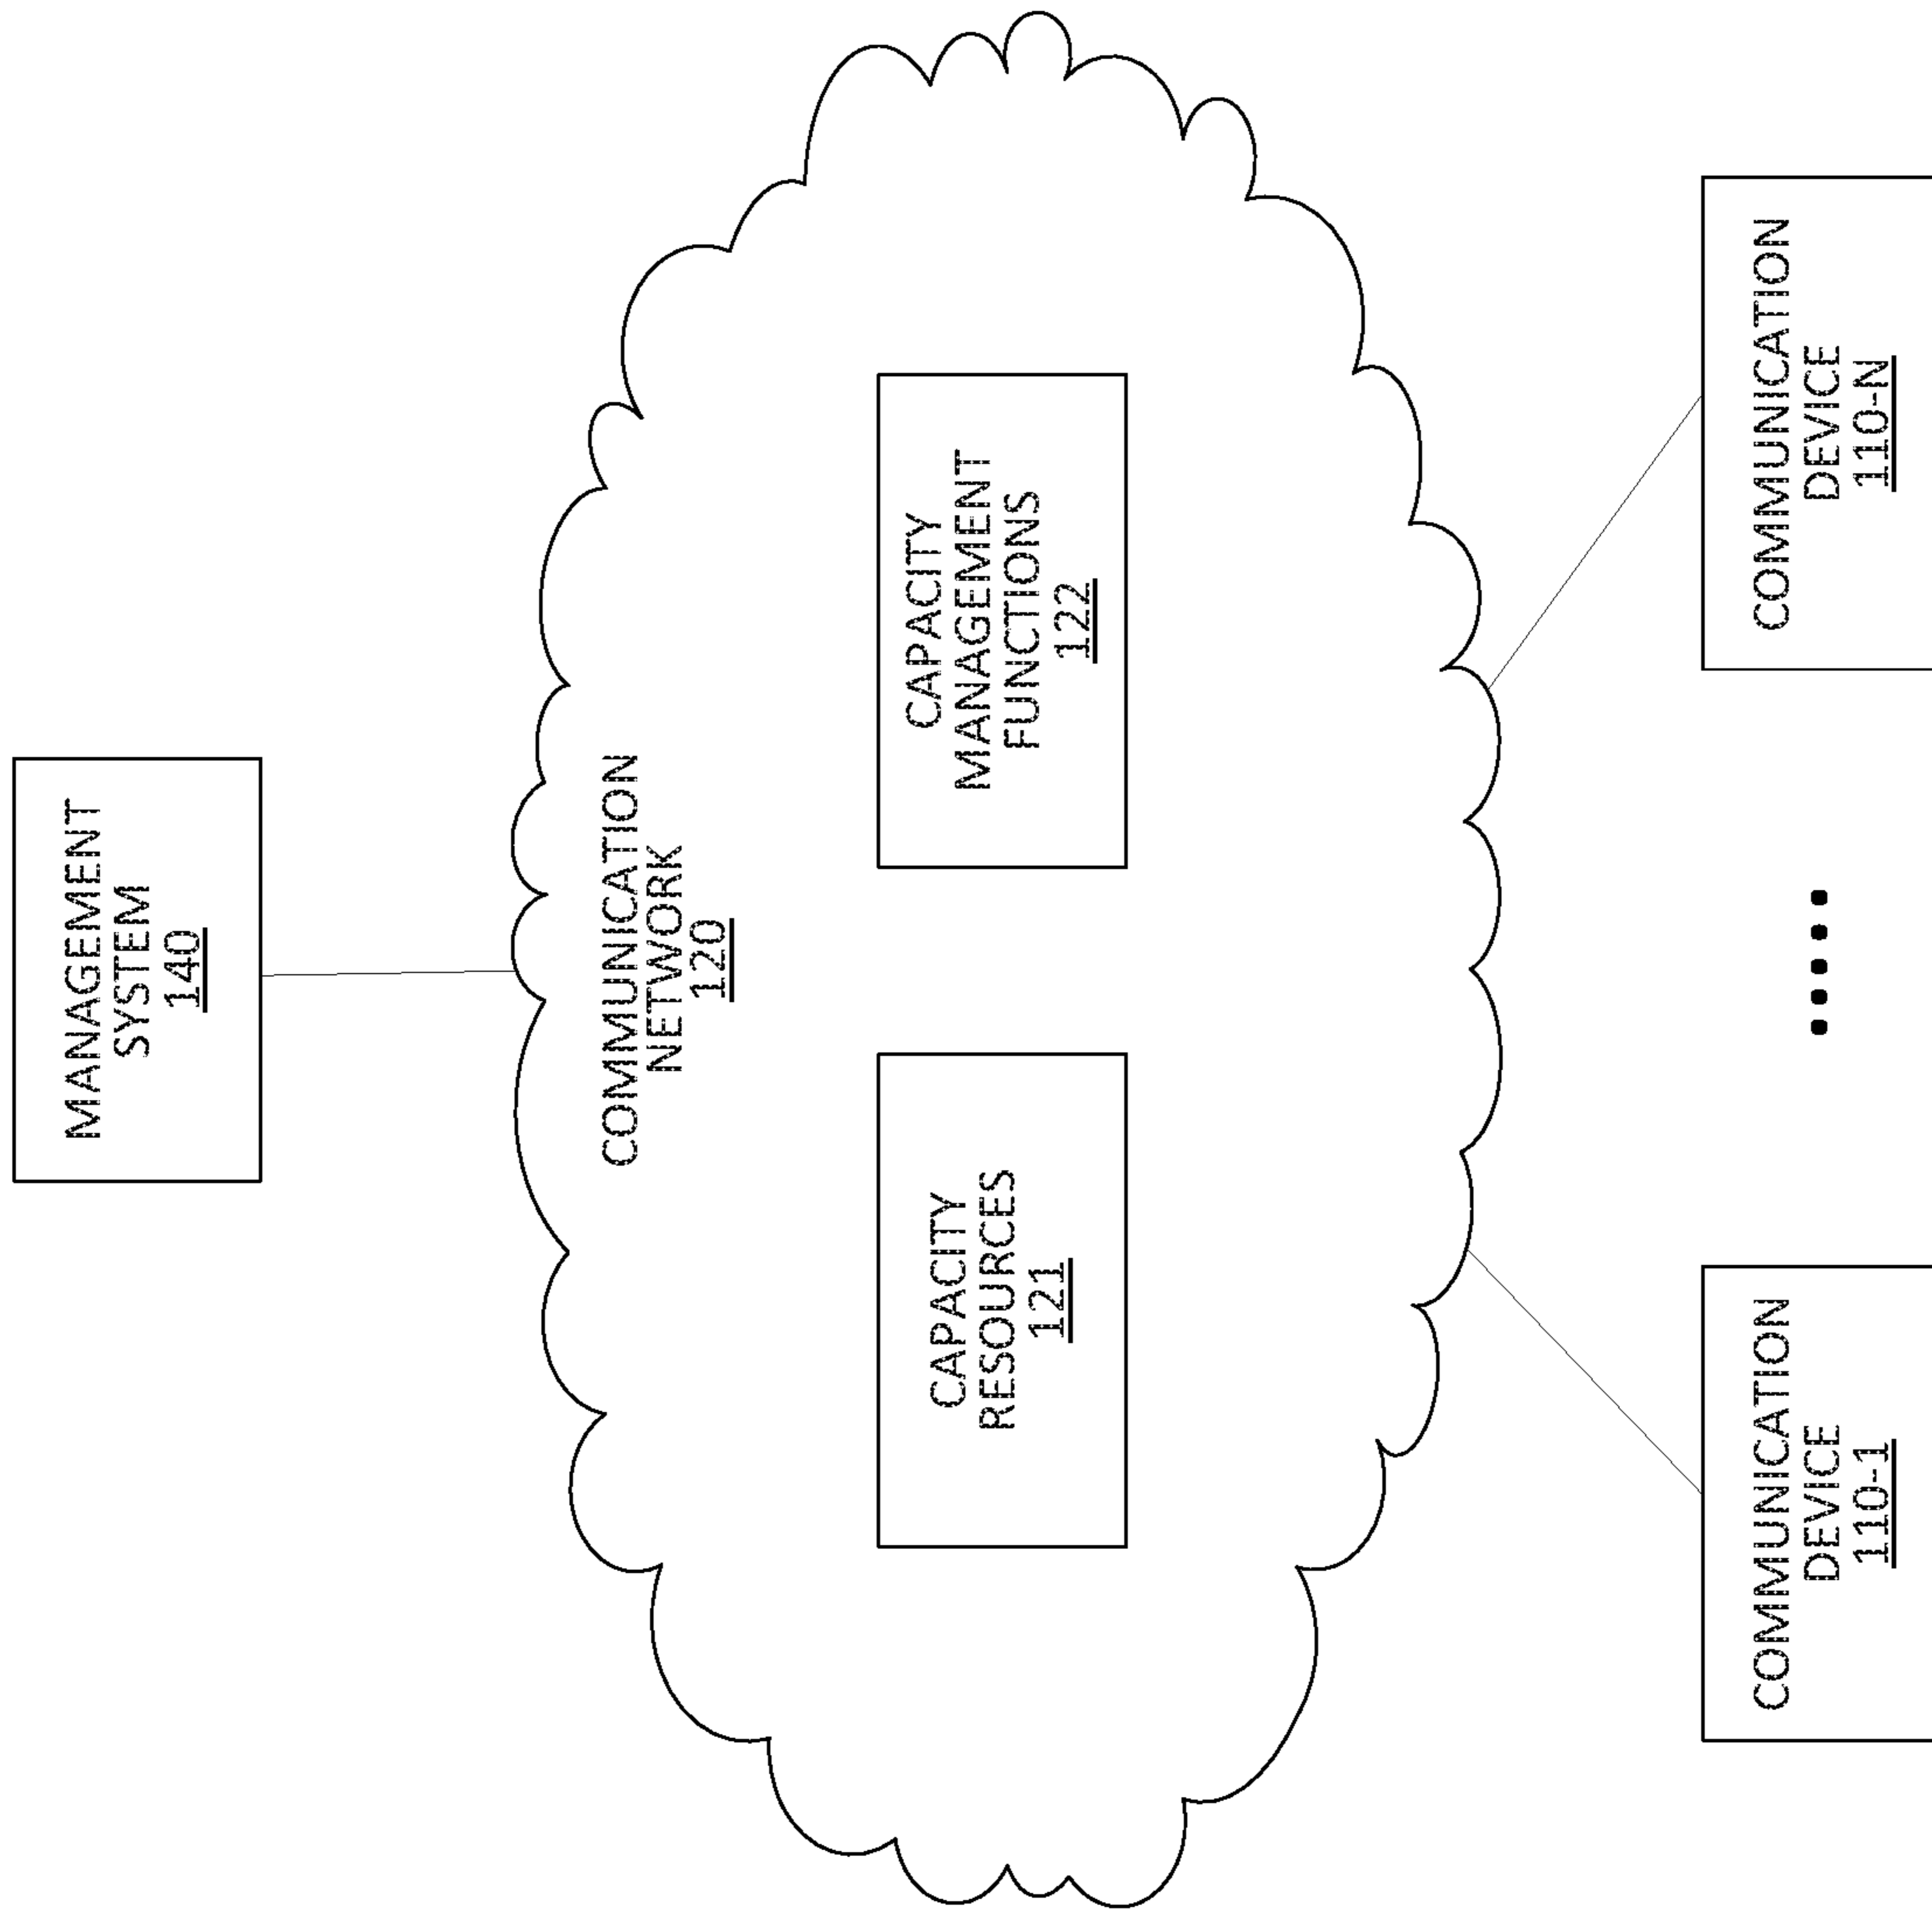 MANAGEMENT
SYSTEM
140
COMMUNICATION
NETWORK
120
CAPACITY
RESOURCES
121
CAPACITY
MANAGEMENT
FUNCTIONS
122
COMMUNICATION
DEVICE
110-1
COMMUNICATION
DEVICE
110-N